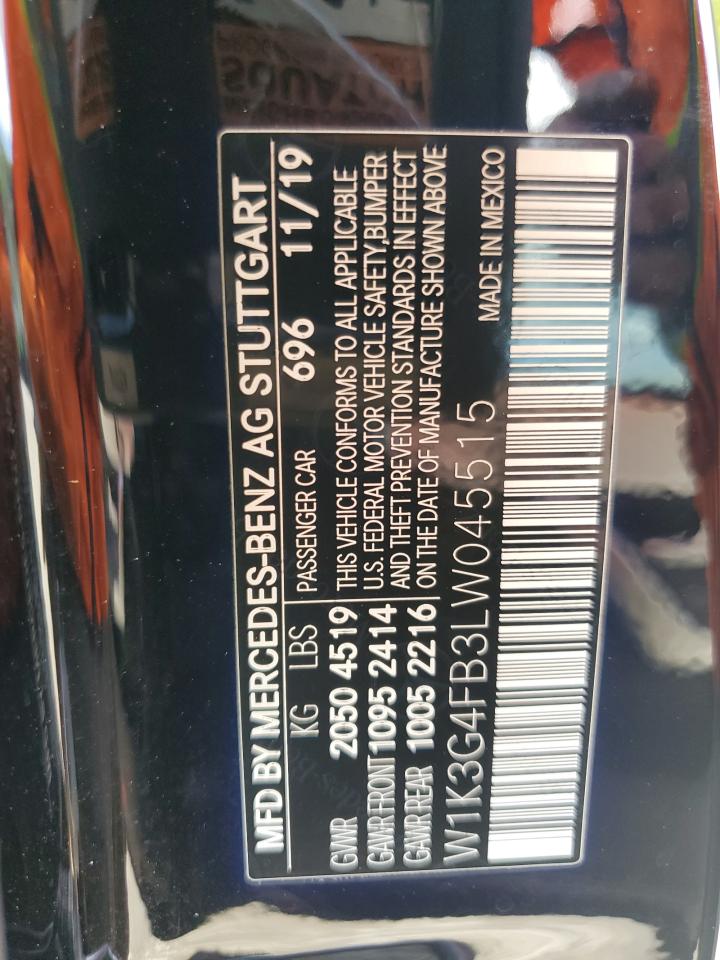 MFD BY MERCEDES-BENZ AG STUTTGART
KG LBS PASSENGER CAR 696 11/19
GVWR 2050 4519 THIS VEHICLE CONFORMS TO ALL APPLICABLE
GAWR FRONT 1095 2414 U.S. FEDERAL MOTOR VEHICLE SAFETY,BUMPER
GAWR REAR 1005 2216 AND THEFT PREVENTION STANDARDS IN EFFECT
ON THE DATE OF MANUFACTURE SHOWN ABOVE
W1K3G4FB3LW045515 MADE IN MEXICO